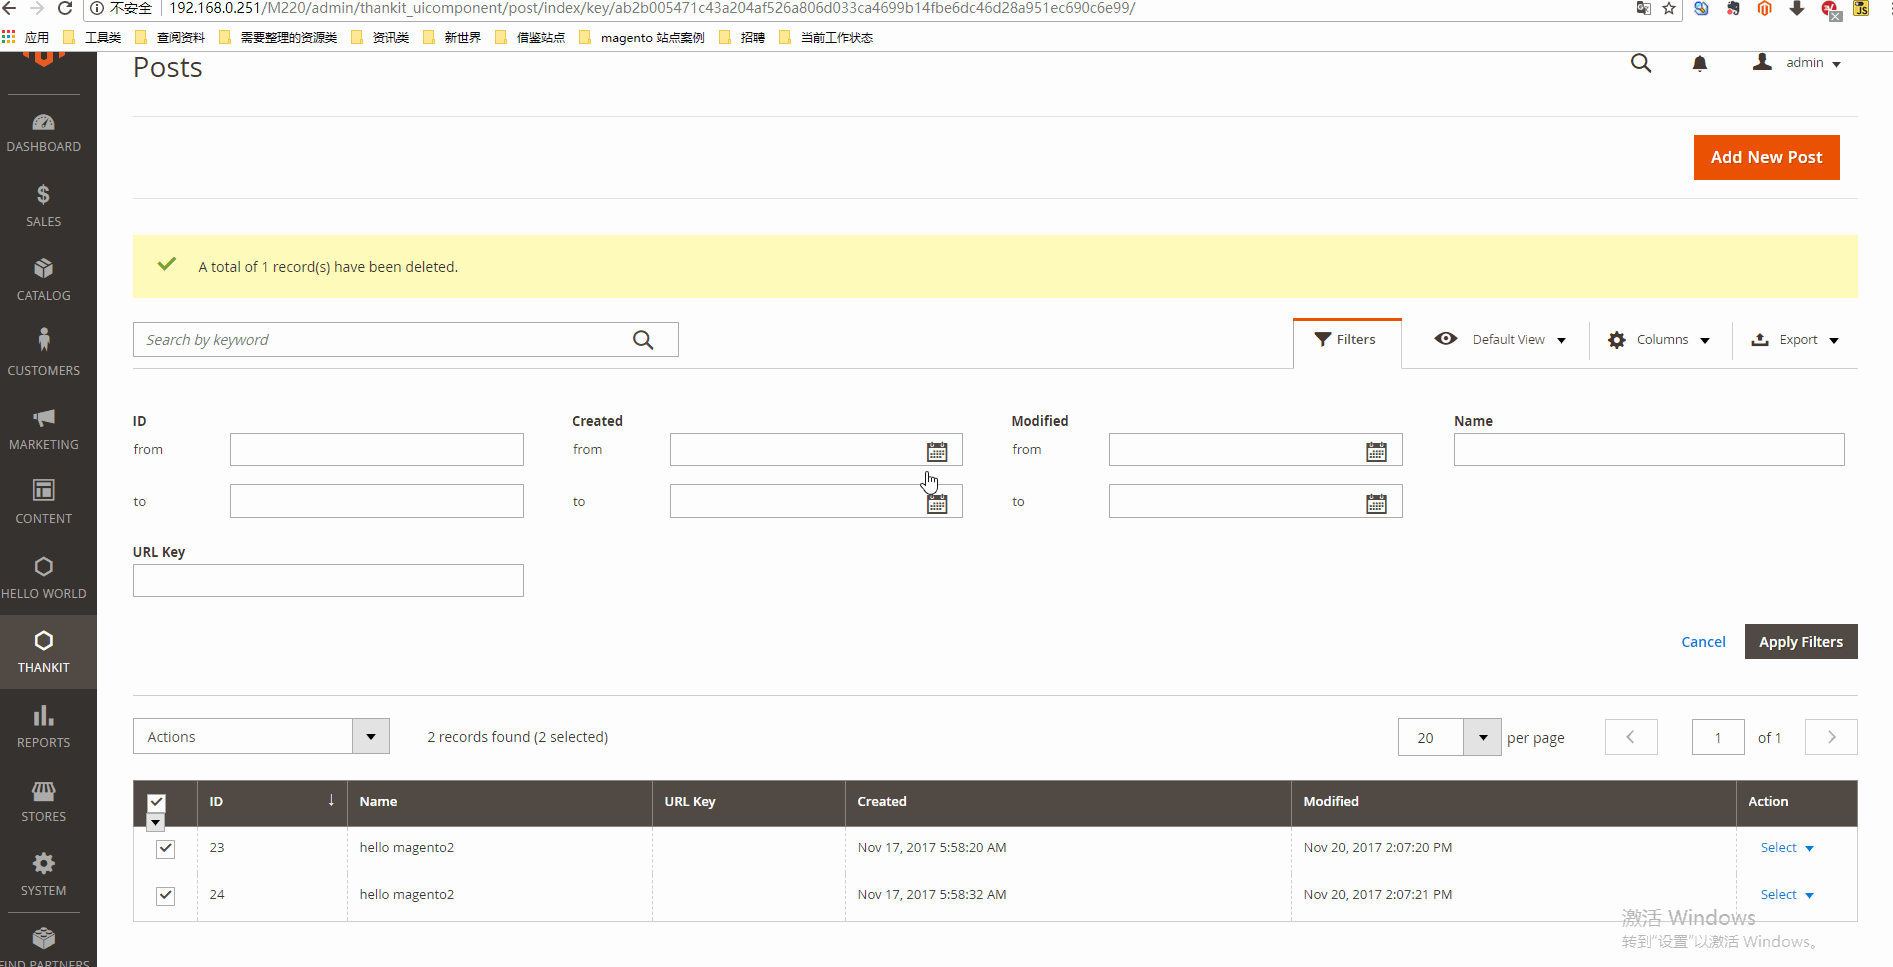 不安全 192.168.0.251/M220/admin/thankit_uicomponent/post/index/key/ab2b005471c43a204af526a806d033ca4699b14fbe6dc46d28a951ec690c6e99/
应用 工具类 查阅资料 需要整理的资源类 资讯类 新世界 借鉴站点 magento 站点案例 招聘 当前工作状态
Posts
admin
DASHBOARD
SALES
CATALOG
CUSTOMERS
MARKETING
CONTENT
HELLO WORLD
THANKIT
REPORTS
STORES
SYSTEM
FIND PARTNERS
Add New Post
A total of 1 record(s) have been deleted.
Search by keyword
Filters Default View Columns Export
ID Created Modified Name
from from from
to to to
URL Key
Cancel Apply Filters
Actions 2 records found (2 selected) 20 per page 1 of 1
ID ↓ Name URL Key Created Modified Action
23 hello magento2 Nov 17, 2017 5:58:20 AM Nov 20, 2017 2:07:20 PM Select
24 hello magento2 Nov 17, 2017 5:58:32 AM Nov 20, 2017 2:07:21 PM Select
激活 Windows
转到"设置"以激活 Windows。